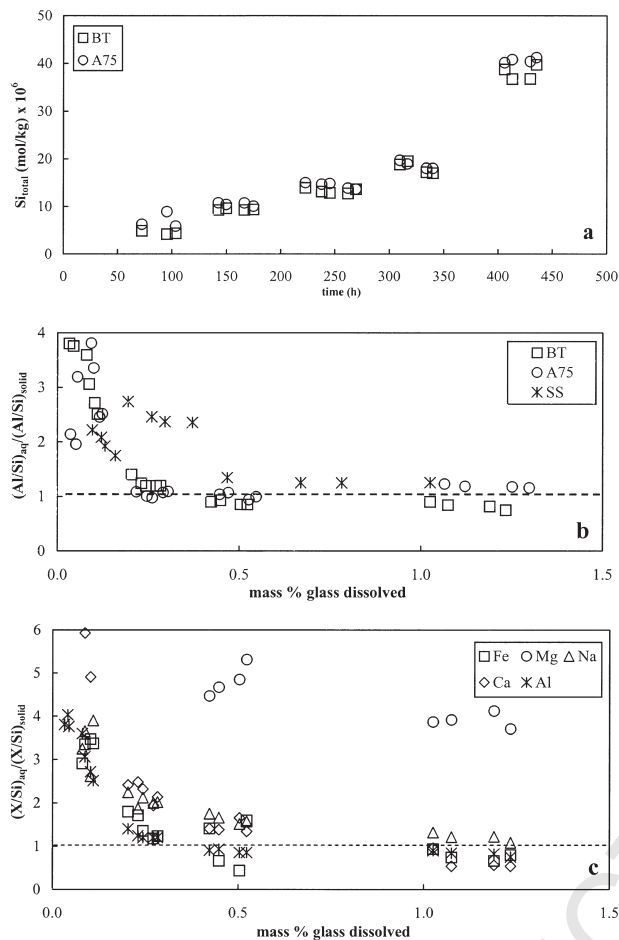 50
40
30
20
10
0
Si_total (mol/kg) x 10^6
BT
A75
a
0 50 100 150 200 250 300 350 400 450 500
time (h)
4
3
2
1
0
(Al/Si)_aq/(Al/Si)_solid
BT
A75
SS
b
0.0 0.5 1.0 1.5
mass % glass dissolved
6
5
4
3
2
1
0
(X/Si)_aq/(X/Si)_solid
Fe Mg Na
Ca Al
c
0.0 0.5 1.0 1.5
mass % glass dissolved